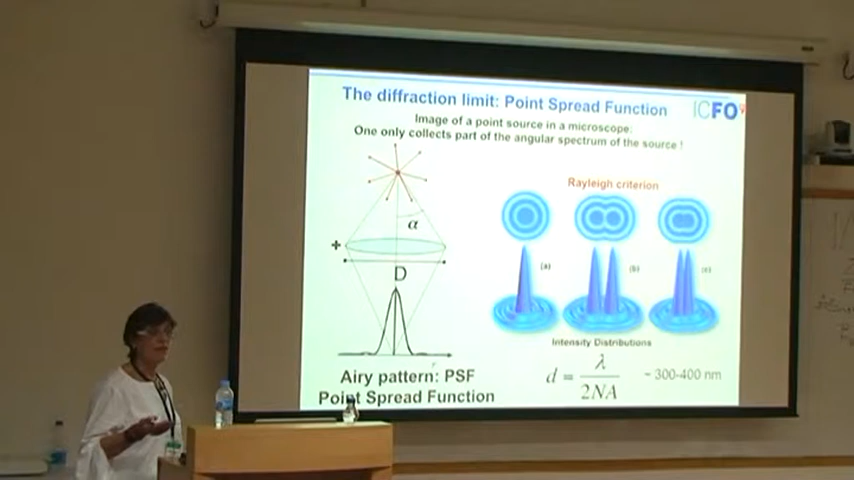 The diffraction limit: Point Spread Function
ICFO
Image of a point source in a microscope:
One only collects part of the angular spectrum of the source !
Rayleigh criterion
α
+
D
(a)
(b)
(c)
Intensity Distributions
Airy pattern: PSF
Point Spread Function
d = λ / 2NA
~ 300-400 nm